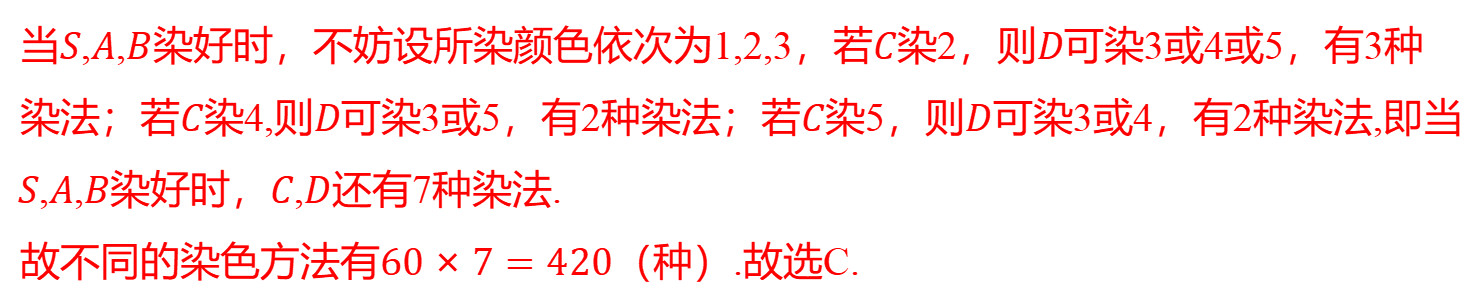 当S,A,B染好时，不妨设所染颜色依次为1,2,3，若C染2，则D可染3或4或5，有3种
染法；若C染4,则D可染3或5，有2种染法；若C染5，则D可染3或4，有2种染法,即当
S,A,B染好时，C,D还有7种染法.
故不同的染色方法有60 × 7 = 420（种）.故选C.